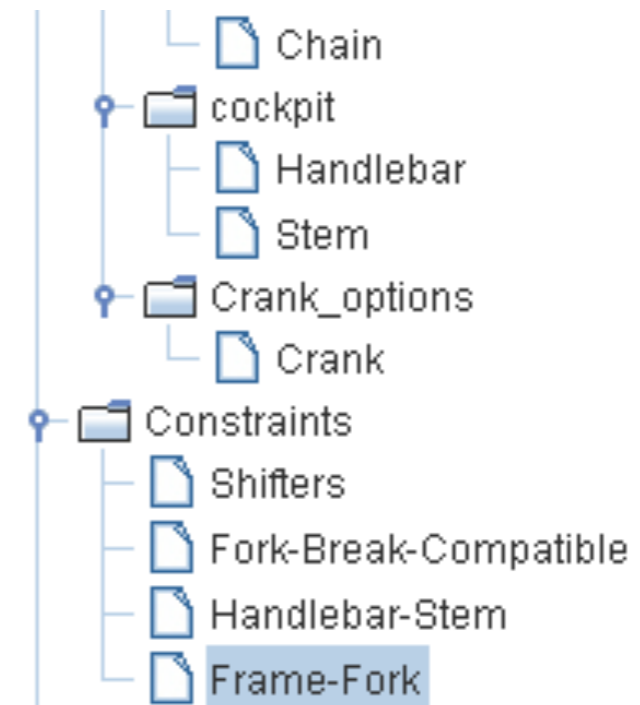 Chain
cockpit
Handlebar
Stem
Crank_options
Crank
Constraints
Shifters
Fork-Break-Compatible
Handlebar-Stem
Frame-Fork